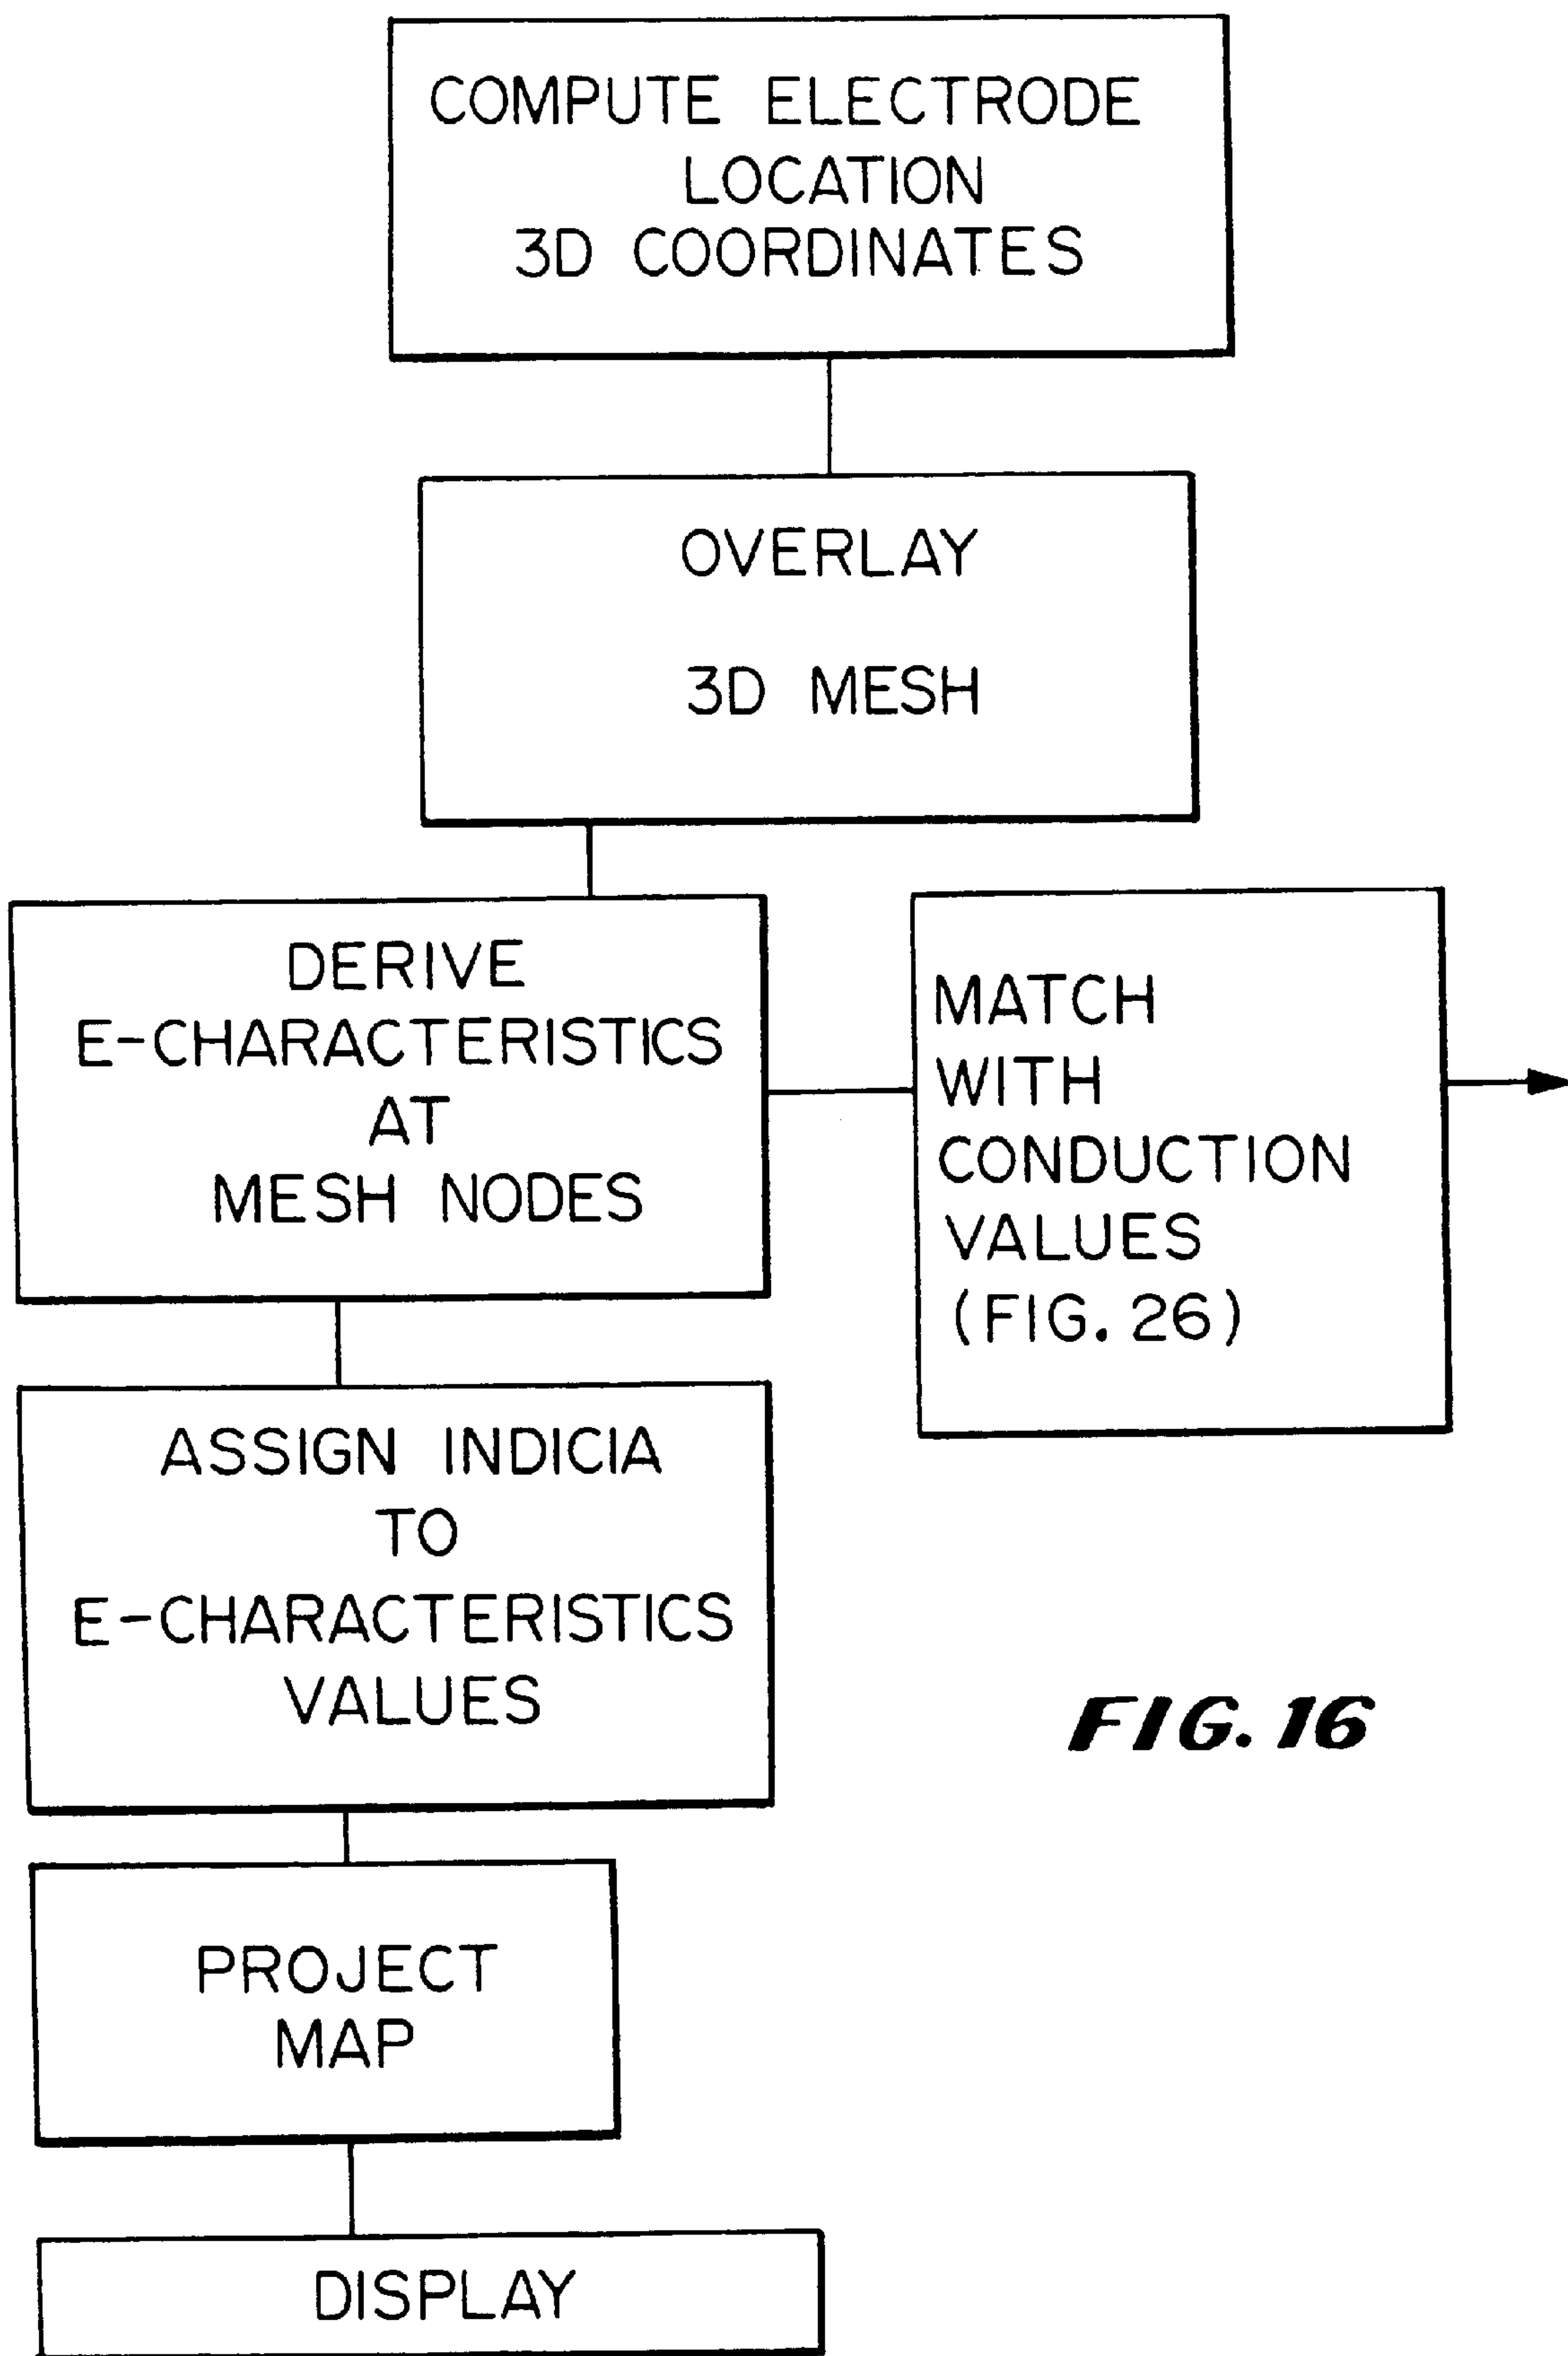 COMPUTE ELECTRODE
LOCATION
3D COORDINATES
OVERLAY
3D MESH
DERIVE
E-CHARACTERISTICS
AT
MESH NODES
MATCH
WITH
CONDUCTION
VALUES
(FIG. 26)
ASSIGN INDICIA
TO
E-CHARACTERISTICS
VALUES
FIG. 16
PROJECT
MAP
DISPLAY